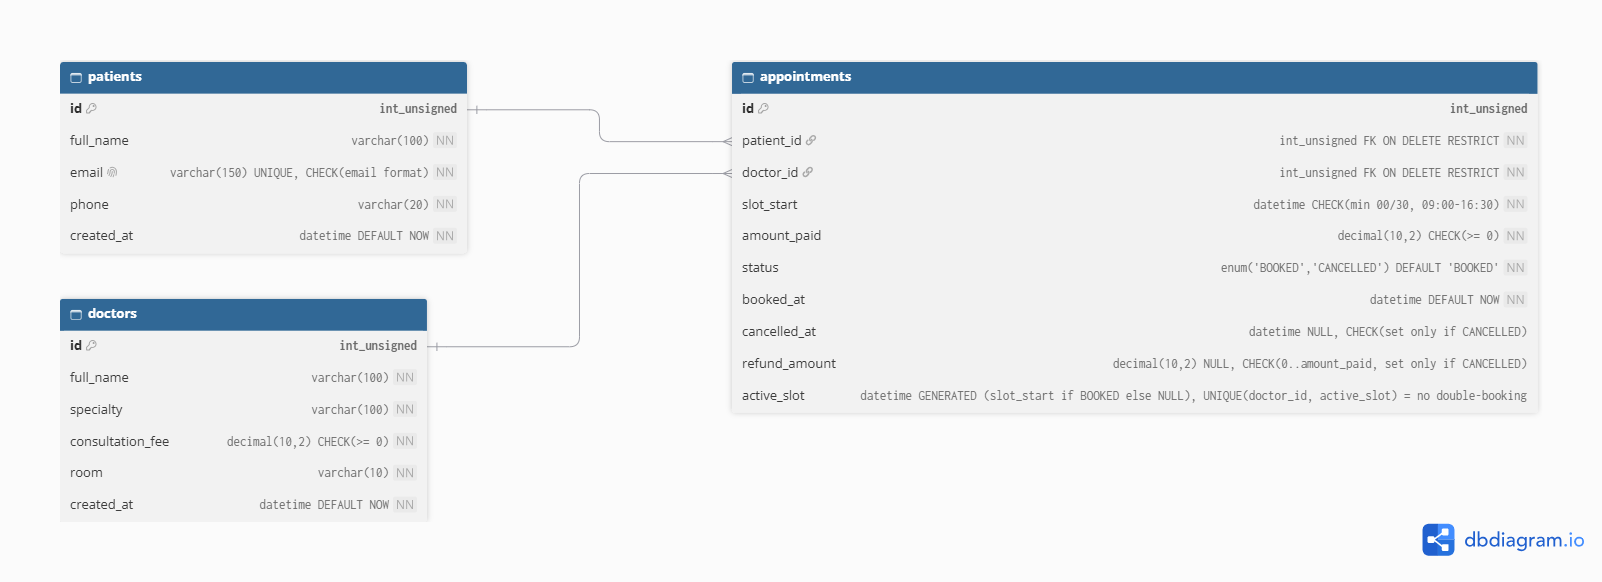 patients
id int_unsigned
full_name varchar(100) NN
email varchar(150) UNIQUE, CHECK(email format) NN
phone varchar(20) NN
created_at datetime DEFAULT NOW NN
doctors
id int_unsigned
full_name varchar(100) NN
specialty varchar(100) NN
consultation_fee decimal(10,2) CHECK(>= 0) NN
room varchar(10) NN
created_at datetime DEFAULT NOW NN
appointments
id int_unsigned
patient_id int_unsigned FK ON DELETE RESTRICT NN
doctor_id int_unsigned FK ON DELETE RESTRICT NN
slot_start datetime CHECK(min 00/30, 09:00-16:30) NN
amount_paid decimal(10,2) CHECK(>= 0) NN
status enum('BOOKED','CANCELLED') DEFAULT 'BOOKED' NN
booked_at datetime DEFAULT NOW NN
cancelled_at datetime NULL, CHECK(set only if CANCELLED)
refund_amount decimal(10,2) NULL, CHECK(0..amount_paid, set only if CANCELLED)
active_slot datetime GENERATED (slot_start if BOOKED else NULL), UNIQUE(doctor_id, active_slot) = no double-booking
dbdiagram.io